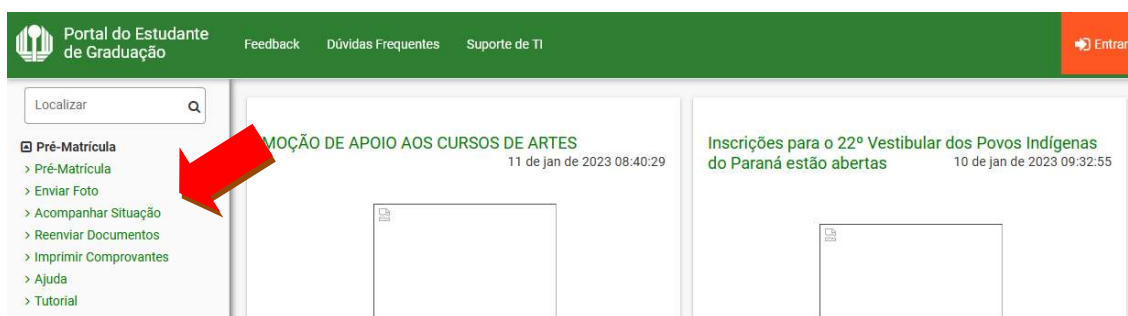 Portal do Estudante
de Graduação
Feedback Dúvidas Frequentes Suporte de TI
Entrar
Localizar
Pré-Matrícula
> Pré-Matrícula
> Enviar Foto
> Acompanhar Situação
> Reenviar Documentos
> Imprimir Comprovantes
> Ajuda
> Tutorial
MOÇÃO DE APOIO AOS CURSOS DE ARTES
11 de jan de 2023 08:40:29
Inscrições para o 22º Vestibular dos Povos Indígenas
do Paraná estão abertas 10 de jan de 2023 09:32:55